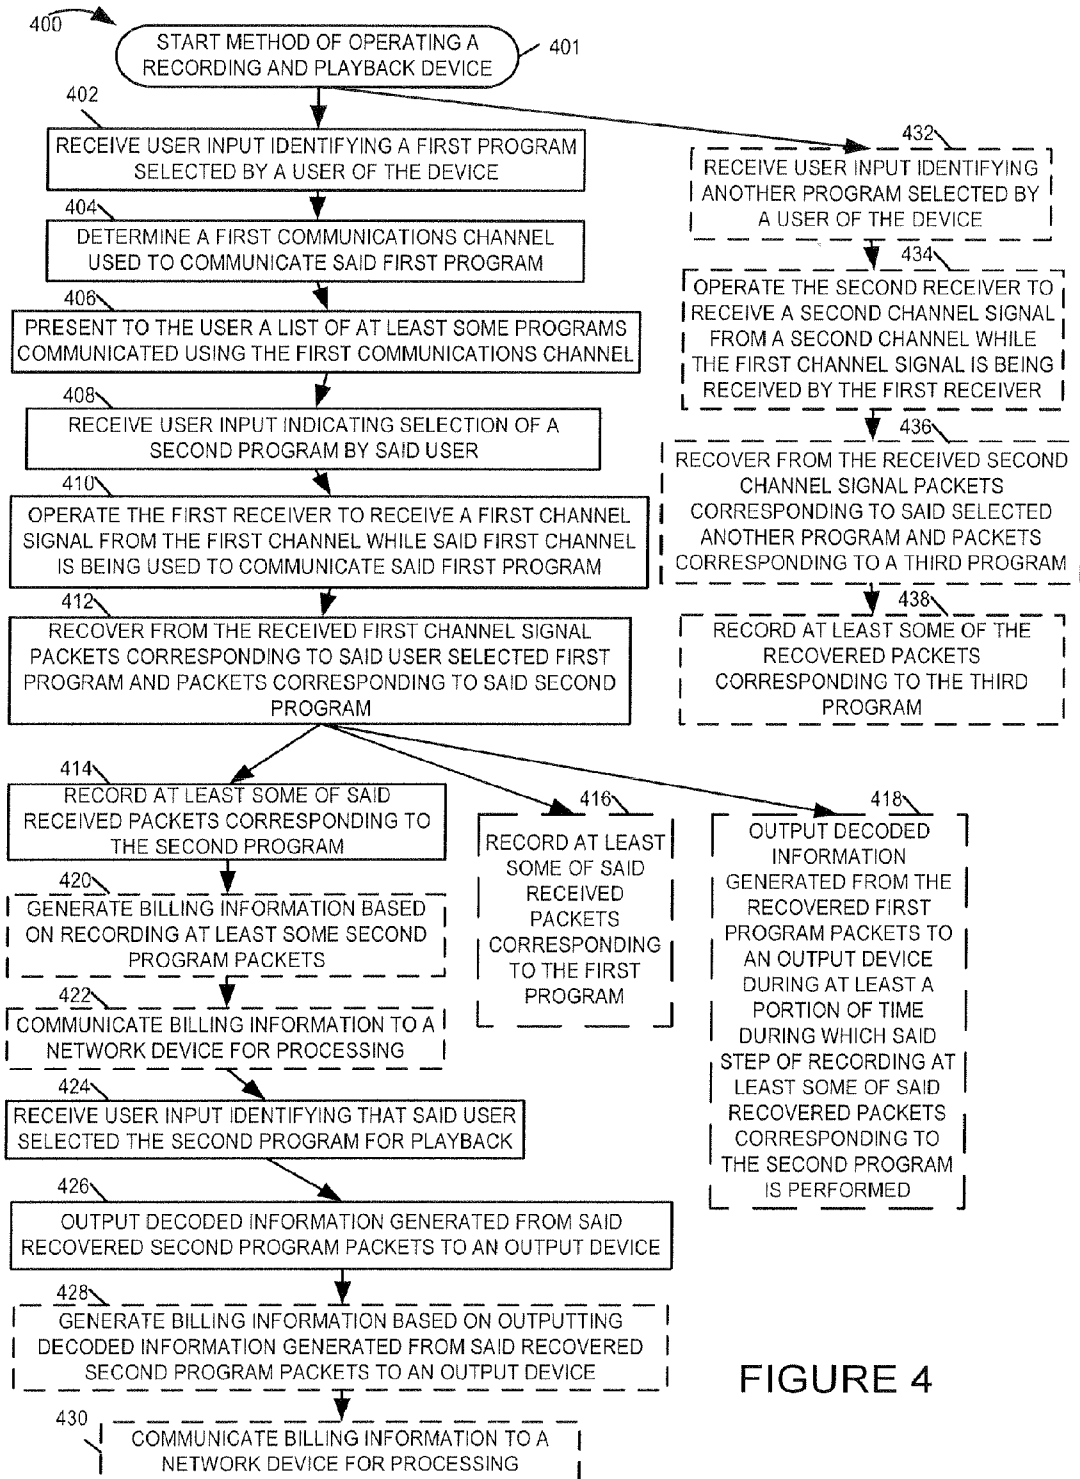 400
START METHOD OF OPERATING A
RECORDING AND PLAYBACK DEVICE
401
402
RECEIVE USER INPUT IDENTIFYING A FIRST PROGRAM
SELECTED BY A USER OF THE DEVICE
404
DETERMINE A FIRST COMMUNICATIONS CHANNEL
USED TO COMMUNICATE SAID FIRST PROGRAM
406
PRESENT TO THE USER A LIST OF AT LEAST SOME PROGRAMS
COMMUNICATED USING THE FIRST COMMUNICATIONS CHANNEL
408
RECEIVE USER INPUT INDICATING SELECTION OF A
SECOND PROGRAM BY SAID USER
410
OPERATE THE FIRST RECEIVER TO RECEIVE A FIRST CHANNEL
SIGNAL FROM THE FIRST CHANNEL WHILE SAID FIRST CHANNEL
IS BEING USED TO COMMUNICATE SAID FIRST PROGRAM
412
RECOVER FROM THE RECEIVED FIRST CHANNEL SIGNAL
PACKETS CORRESPONDING TO SAID USER SELECTED FIRST
PROGRAM AND PACKETS CORRESPONDING TO SAID SECOND
PROGRAM
432
RECEIVE USER INPUT IDENTIFYING
ANOTHER PROGRAM SELECTED BY
A USER OF THE DEVICE
434
OPERATE THE SECOND RECEIVER TO
RECEIVE A SECOND CHANNEL SIGNAL
FROM A SECOND CHANNEL WHILE
THE FIRST CHANNEL SIGNAL IS BEING
RECEIVED BY THE FIRST RECEIVER
436
RECOVER FROM THE RECEIVED SECOND
CHANNEL SIGNAL PACKETS
CORRESPONDING TO SAID SELECTED
ANOTHER PROGRAM AND PACKETS
CORRESPONDING TO A THIRD PROGRAM
438
RECORD AT LEAST SOME OF THE
RECOVERED PACKETS
CORRESPONDING TO THE THIRD
PROGRAM
414
RECORD AT LEAST SOME OF SAID
RECEIVED PACKETS CORRESPONDING TO
THE SECOND PROGRAM
416
RECORD AT LEAST
SOME OF SAID
RECEIVED
PACKETS
CORRESPONDING
TO THE FIRST
PROGRAM
418
OUTPUT DECODED
INFORMATION
GENERATED FROM THE
RECOVERED FIRST
PROGRAM PACKETS TO
AN OUTPUT DEVICE
DURING AT LEAST A
PORTION OF TIME
DURING WHICH SAID
STEP OF RECORDING AT
LEAST SOME OF SAID
RECOVERED PACKETS
CORRESPONDING TO
THE SECOND PROGRAM
IS PERFORMED
420
GENERATE BILLING INFORMATION BASED
ON RECORDING AT LEAST SOME SECOND
PROGRAM PACKETS
422
COMMUNICATE BILLING INFORMATION TO A
NETWORK DEVICE FOR PROCESSING
424
RECEIVE USER INPUT IDENTIFYING THAT SAID USER
SELECTED THE SECOND PROGRAM FOR PLAYBACK
426
OUTPUT DECODED INFORMATION GENERATED FROM SAID
RECOVERED SECOND PROGRAM PACKETS TO AN OUTPUT DEVICE
428
GENERATE BILLING INFORMATION BASED ON OUTPUTTING
DECODED INFORMATION GENERATED FROM SAID RECOVERED
SECOND PROGRAM PACKETS TO AN OUTPUT DEVICE
430
COMMUNICATE BILLING INFORMATION TO A
NETWORK DEVICE FOR PROCESSING
FIGURE 4